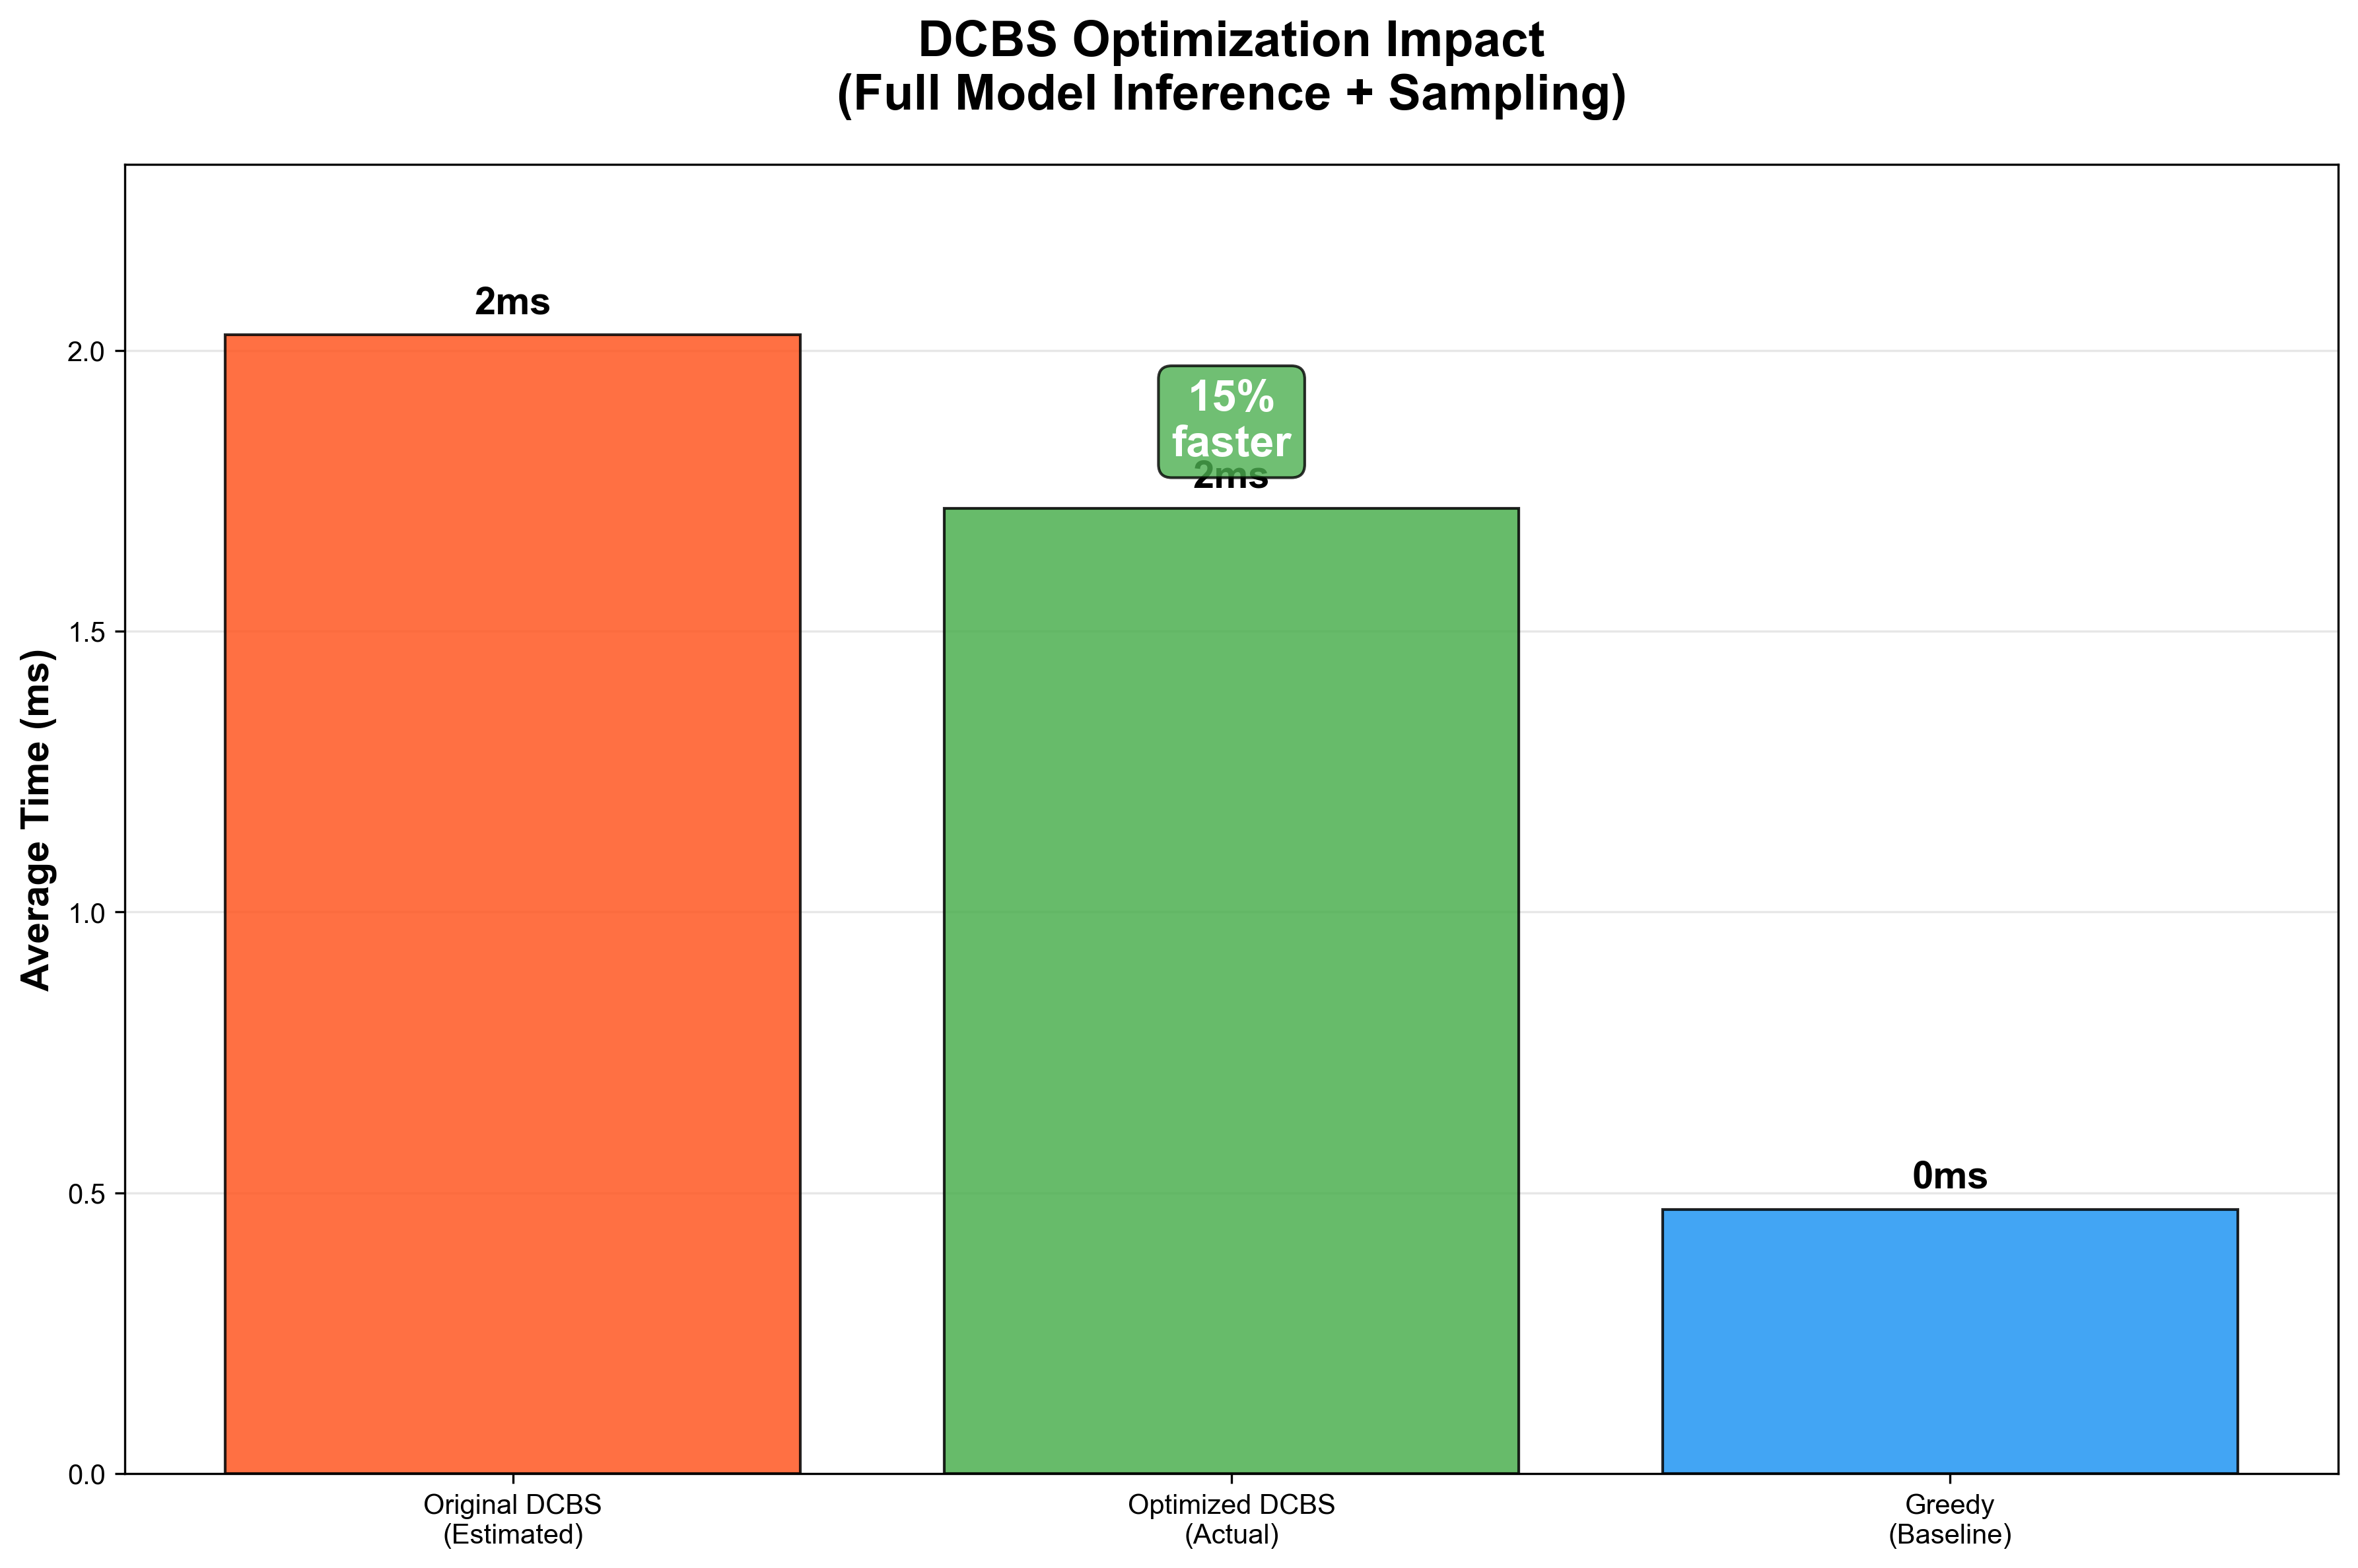 DCBS Optimization Impact
(Full Model Inference + Sampling)
Average Time (ms)
2.0
1.5
1.0
0.5
0.0
2ms
15%
faster
2ms
0ms
Original DCBS
(Estimated)
Optimized DCBS
(Actual)
Greedy
(Baseline)